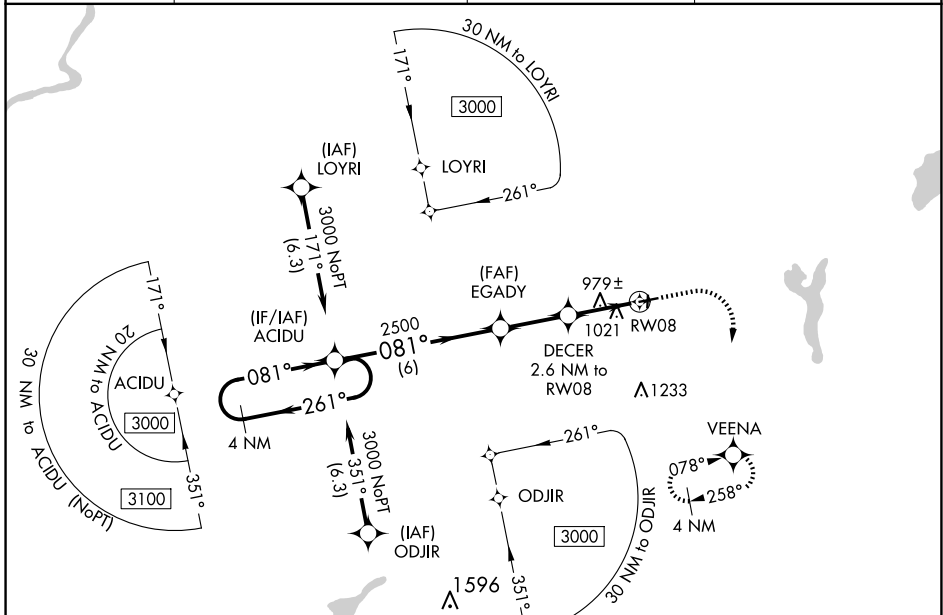 30 NM to LOYRI
171°
3000
LOYRI
261°
(IAF)
LOYRI
3000 NoPT
171°
(6.3)
(FAF)
EGADY
979±
1021
RW08
(IF/IAF)
ACIDU
2500
081°
(6)
DECER
2.6 NM to
RW08
1233
171°
20 NM to ACIDU
ACIDU
3000
3100
351°
30 NM to ACIDU (NoPT)
081°
261°
4 NM
3000 NoPT
351°
(6.3)
(IAF)
ODJIR
261°
ODJIR
3000
351°
30 NM to ODJIR
VEENA
078°
258°
4 NM
1596